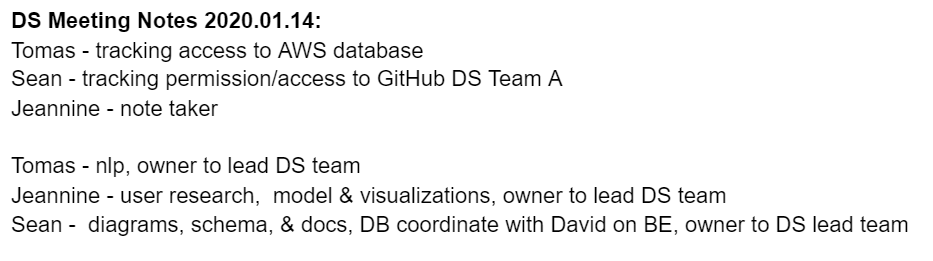 DS Meeting Notes 2020.01.14:
Tomas - tracking access to AWS database
Sean - tracking permission/access to GitHub DS Team A
Jeannine - note taker
Tomas - nlp, owner to lead DS team
Jeannine - user research,  model & visualizations, owner to lead DS team
Sean -  diagrams, schema, & docs, DB coordinate with David on BE, owner to DS lead team